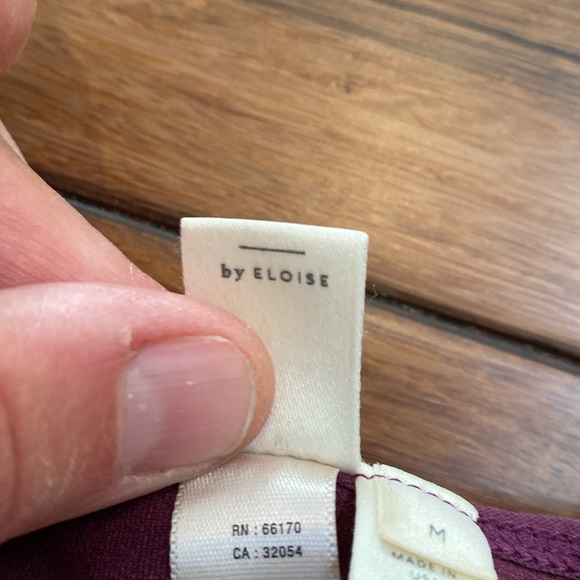 by ELOISE
RN : 66170
CA : 32054
M
MADE IN